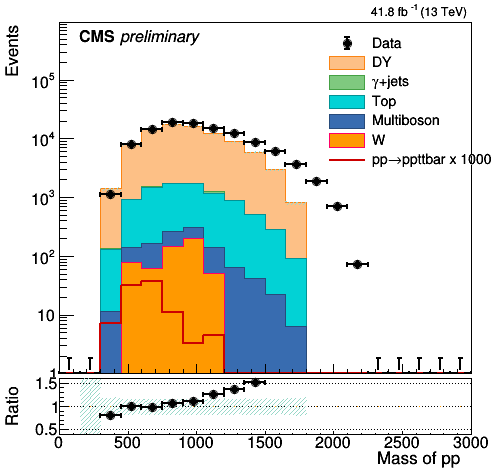 41.8 fb⁻¹ (13 TeV)
CMS preliminary
Events
Data
DY
γ+jets
Top
Multiboson
W
pp→ppttbar x 1000
10⁵
10⁴
10³
10²
10
1
Ratio
1.5
1
0.5
0 500 1000 1500 2000 2500 3000
Mass of pp